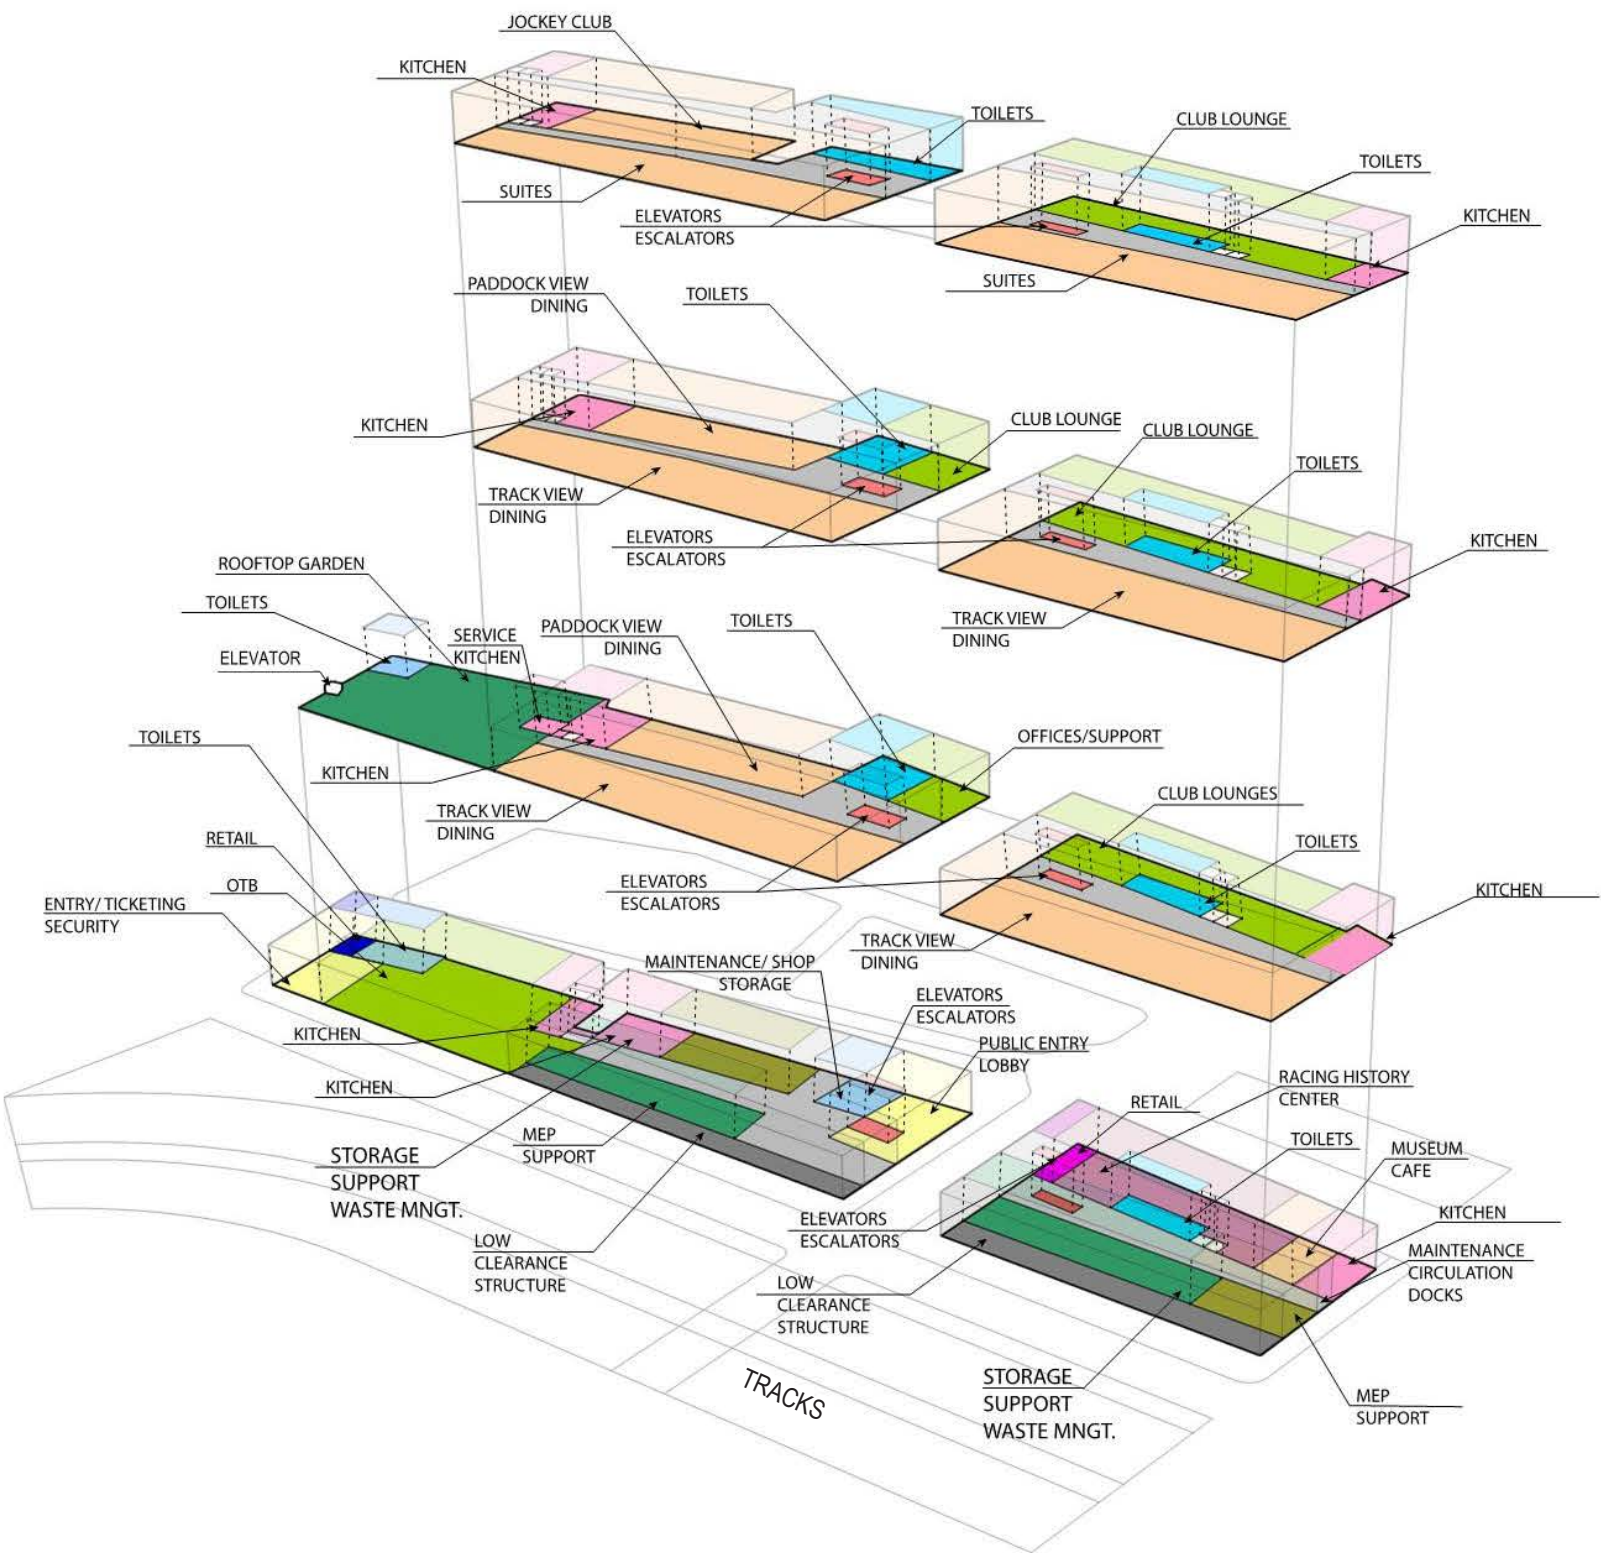 JOCKEY CLUB
KITCHEN
TOILETS
CLUB LOUNGE
TOILETS
SUITES
ELEVATORS
ESCALATORS
KITCHEN
SUITES
PADDOCK VIEW
DINING
TOILETS
KITCHEN
CLUB LOUNGE
CLUB LOUNGE
TOILETS
TRACK VIEW
DINING
ELEVATORS
ESCALATORS
KITCHEN
TRACK VIEW
DINING
ROOFTOP GARDEN
TOILETS
ELEVATOR
SERVICE
KITCHEN
PADDOCK VIEW
DINING
TOILETS
OFFICES/SUPPORT
TOILETS
KITCHEN
TRACK VIEW
DINING
CLUB LOUNGES
TOILETS
RETAIL
OTB
ELEVATORS
ESCALATORS
KITCHEN
ENTRY/ TICKETING
SECURITY
TRACK VIEW
DINING
MAINTENANCE/ SHOP
STORAGE
ELEVATORS
ESCALATORS
KITCHEN
PUBLIC ENTRY
LOBBY
KITCHEN
RACING HISTORY
CENTER
RETAIL
MEP
SUPPORT
TOILETS
MUSEUM
CAFE
STORAGE
SUPPORT
WASTE MNGT.
ELEVATORS
ESCALATORS
KITCHEN
LOW
CLEARANCE
STRUCTURE
MAINTENANCE
CIRCULATION
DOCKS
LOW
CLEARANCE
STRUCTURE
TRACKS
STORAGE
SUPPORT
WASTE MNGT.
MEP
SUPPORT